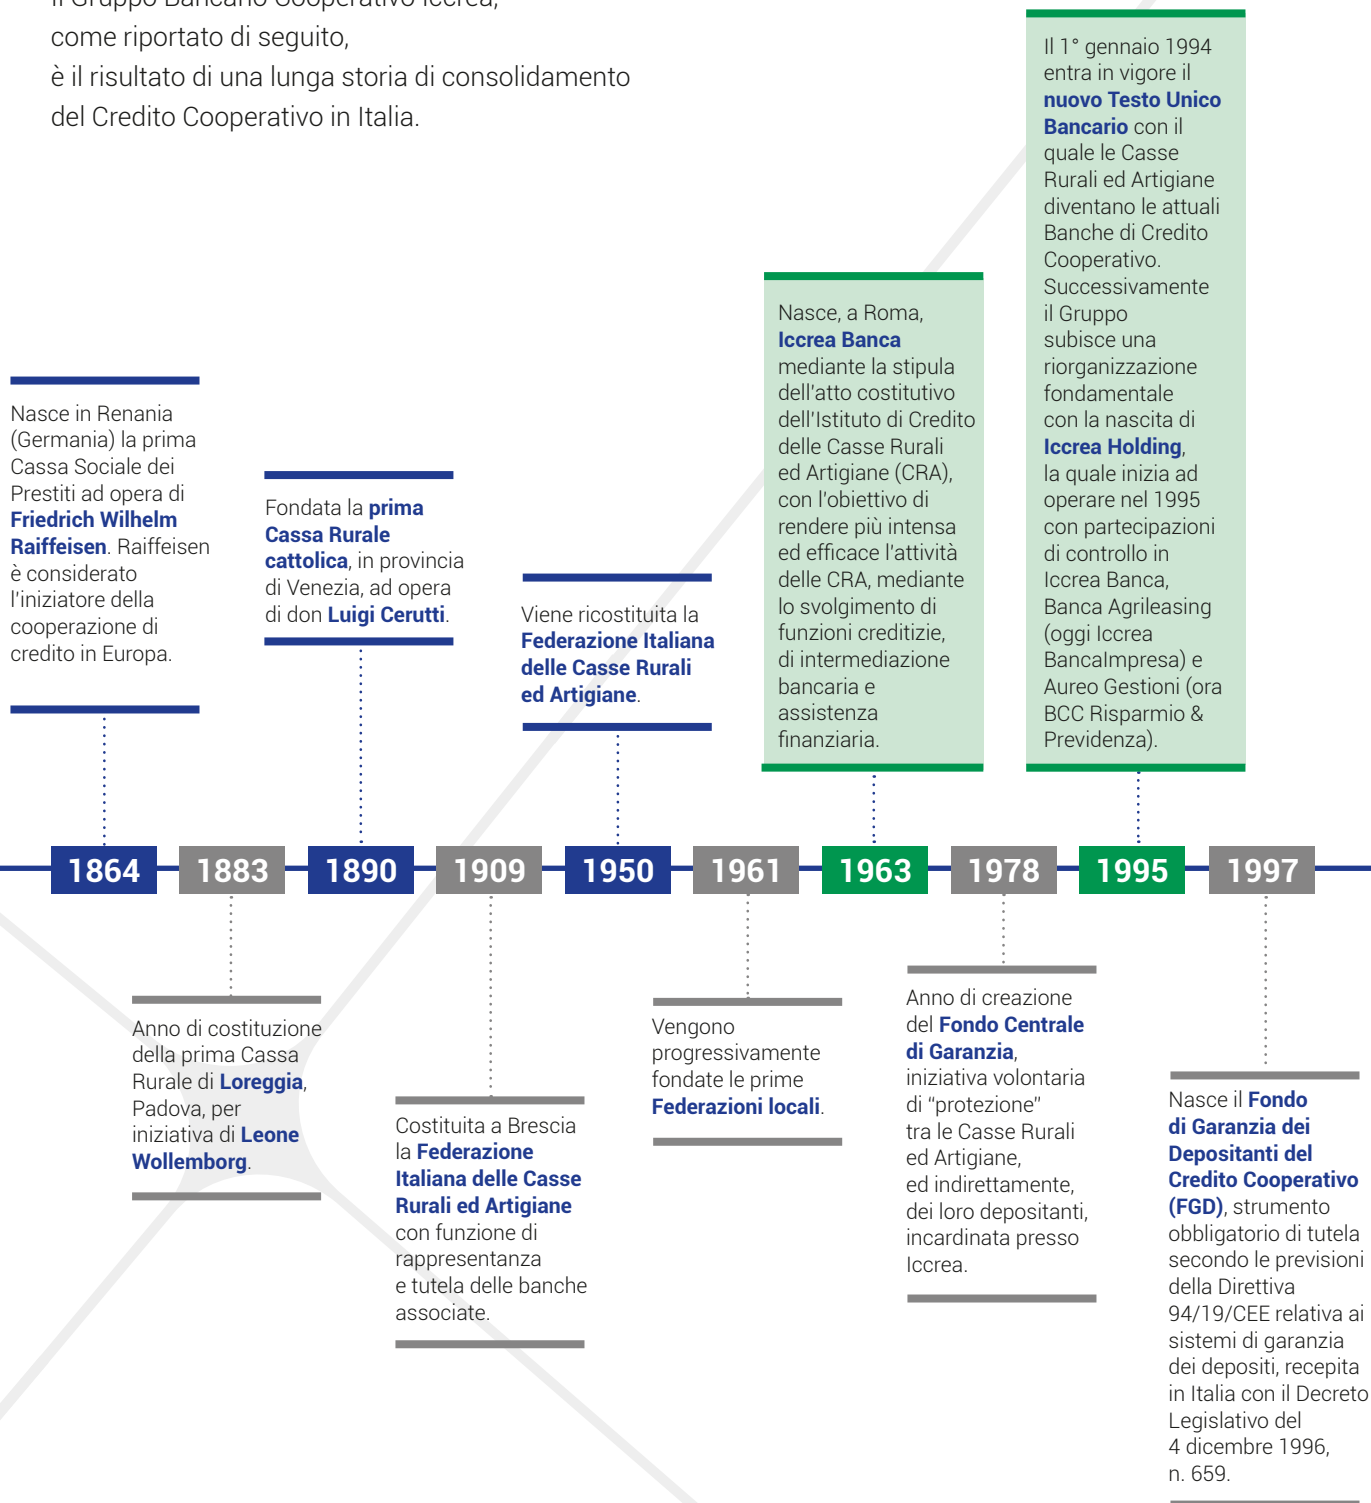 Il Gruppo Bancario Cooperativo Iccrea,
come riportato di seguito,
è il risultato di una lunga storia di consolidamento
del Credito Cooperativo in Italia.
Nasce in Renania
(Germania) la prima
Cassa Sociale dei
Prestiti ad opera di
Friedrich Wilhelm
Raiffeisen. Raiffeisen
è considerato
l'iniziatore della
cooperazione di
credito in Europa.
Fondata la prima
Cassa Rurale
cattolica, in provincia
di Venezia, ad opera
di don Luigi Cerutti.
Viene ricostituita la
Federazione Italiana
delle Casse Rurali
ed Artigiane.
Nasce, a Roma,
Iccrea Banca
mediante la stipula
dell'atto costitutivo
dell'Istituto di Credito
delle Casse Rurali
ed Artigiane (CRA),
con l'obiettivo di
rendere più intensa
ed efficace l'attività
delle CRA, mediante
lo svolgimento di
funzioni creditizie,
di intermediazione
bancaria e
assistenza
finanziaria.
Il 1° gennaio 1994
entra in vigore il
nuovo Testo Unico
Bancario con il
quale le Casse
Rurali ed Artigiane
diventano le attuali
Banche di Credito
Cooperativo.
Successivamente
il Gruppo
subisce una
riorganizzazione
fondamentale
con la nascita di
Iccrea Holding,
la quale inizia ad
operare nel 1995
con partecipazioni
di controllo in
Iccrea Banca,
Banca Agrileasing
(oggi Iccrea
BancaImpresa) e
Aureo Gestioni (ora
BCC Risparmio &
Previdenza).
1864 1883 1890 1909 1950 1961 1963 1978 1995 1997
Anno di costituzione
della prima Cassa
Rurale di Loreggia,
Padova, per
iniziativa di Leone
Wollemborg.
Costituita a Brescia
la Federazione
Italiana delle Casse
Rurali ed Artigiane
con funzione di
rappresentanza
e tutela delle banche
associate.
Vengono
progressivamente
fondate le prime
Federazioni locali.
Anno di creazione
del Fondo Centrale
di Garanzia,
iniziativa volontaria
di “protezione”
tra le Casse Rurali
ed Artigiane,
ed indirettamente,
dei loro depositanti,
incardinata presso
Iccrea.
Nasce il Fondo
di Garanzia dei
Depositanti del
Credito Cooperativo
(FGD), strumento
obbligatorio di tutela
secondo le previsioni
della Direttiva
94/19/CEE relativa ai
sistemi di garanzia
dei depositi, recepita
in Italia con il Decreto
Legislativo del
4 dicembre 1996,
n. 659.